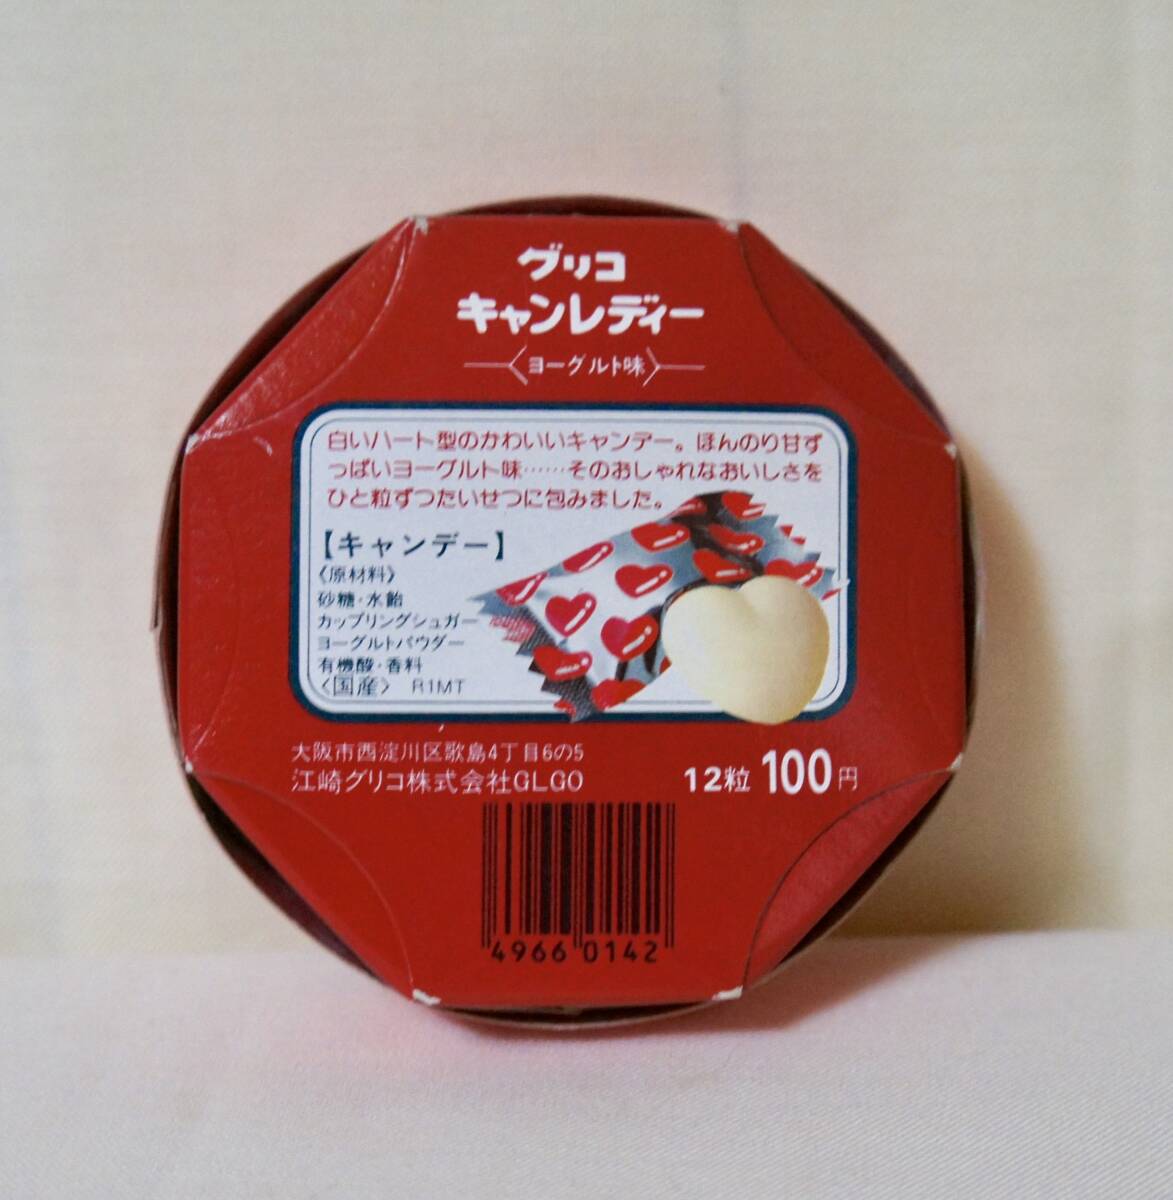 グリコ
キャンレディー
ヨーグルト味
白いハート型のかわいいキャンデー。ほんのり甘ず
っぱいヨーグルト味……そのおしゃれなおいしさを
ひと粒ずつたいせつに包みました。
【キャンデー】
《原材料》
砂糖・水飴
カップリングシュガー
ヨーグルトパウダー
有機酸・香料
〈国産〉 R1MT
大阪市西淀川区歌島4丁目6の5
江崎グリコ株式会社GLGO
12粒 100円
4966 0142